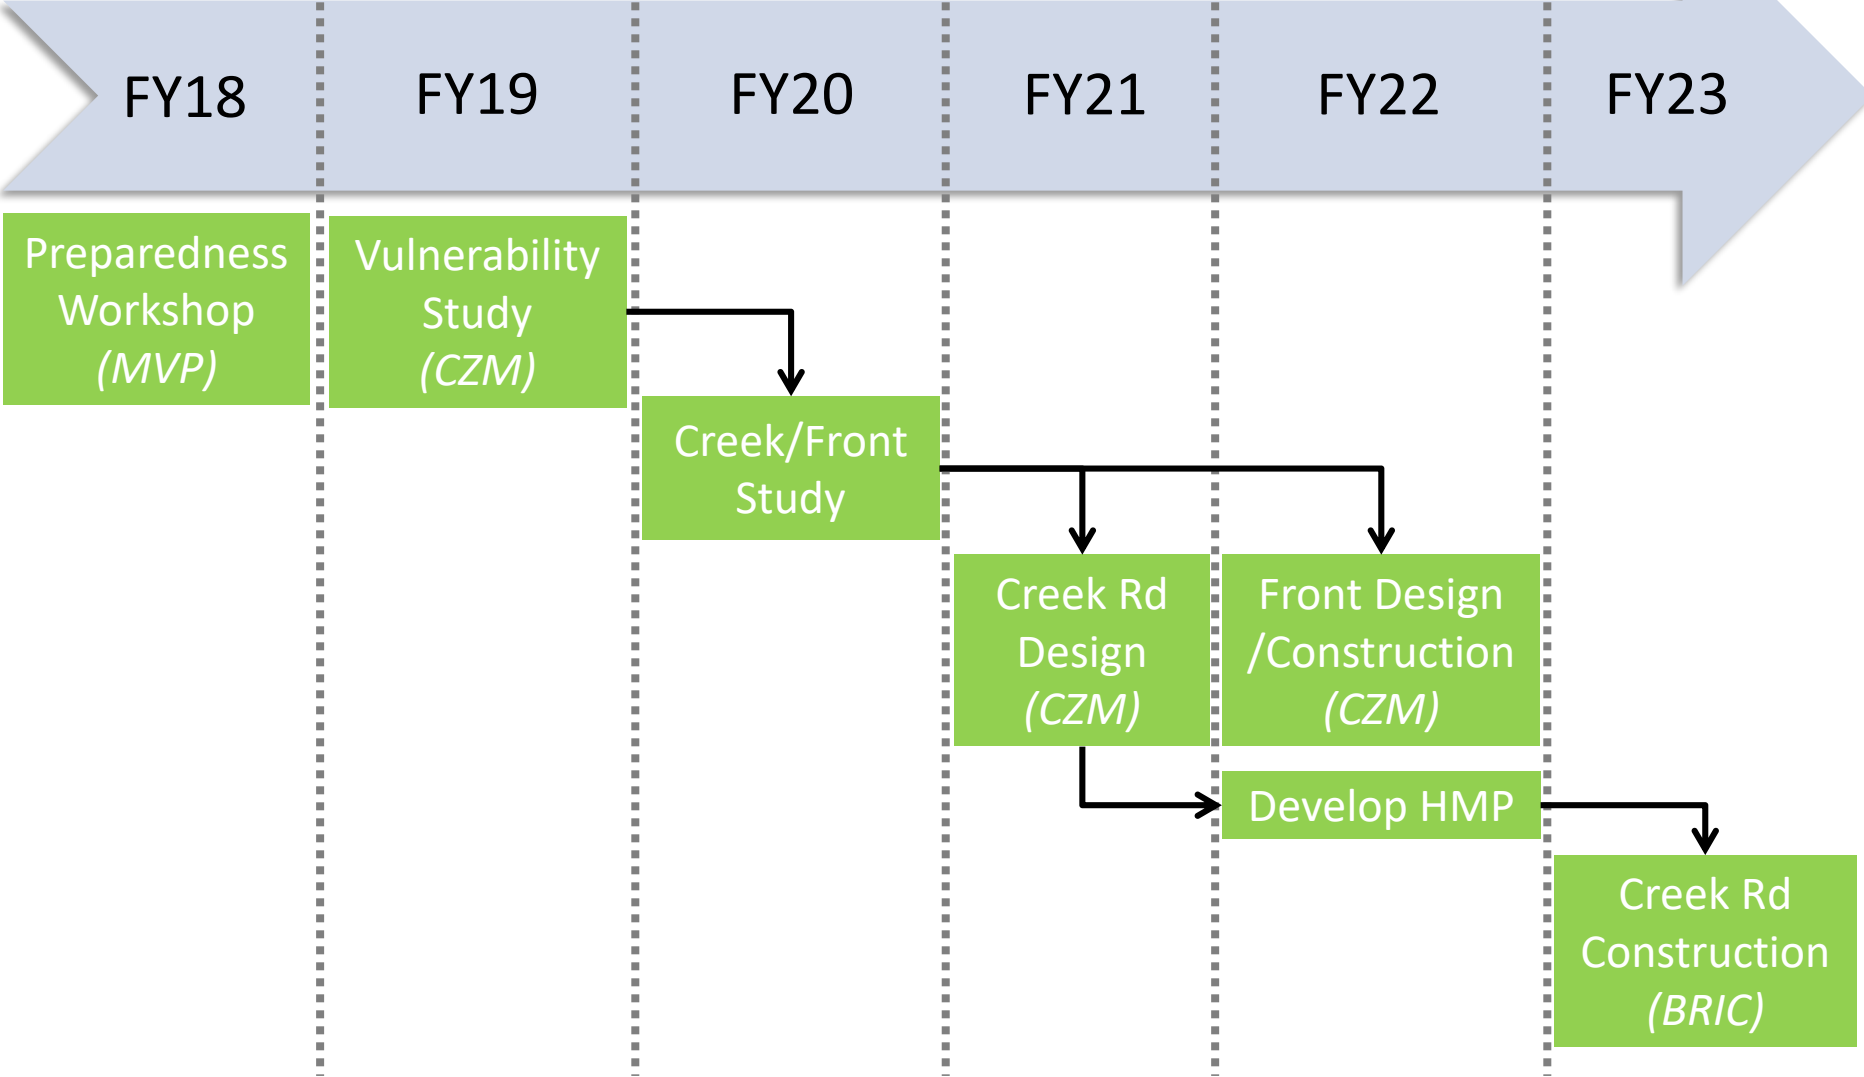 FY18
FY19
FY20
FY21
FY22
FY23
Preparedness
Workshop
(MVP)
Vulnerability
Study
(CZM)
Creek/Front
Study
Creek Rd
Design
(CZM)
Front Design
/Construction
(CZM)
Develop HMP
Creek Rd
Construction
(BRIC)